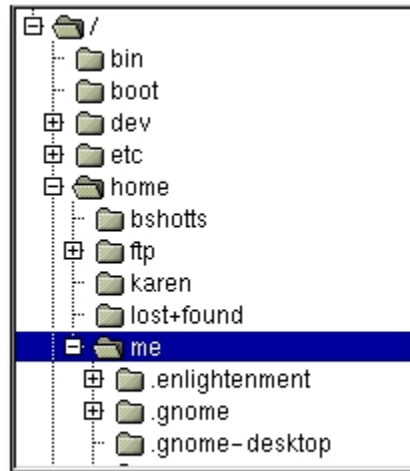 /
bin
boot
dev
etc
home
bshotts
ftp
karen
lost+found
me
.enlightenment
.gnome
.gnome-desktop